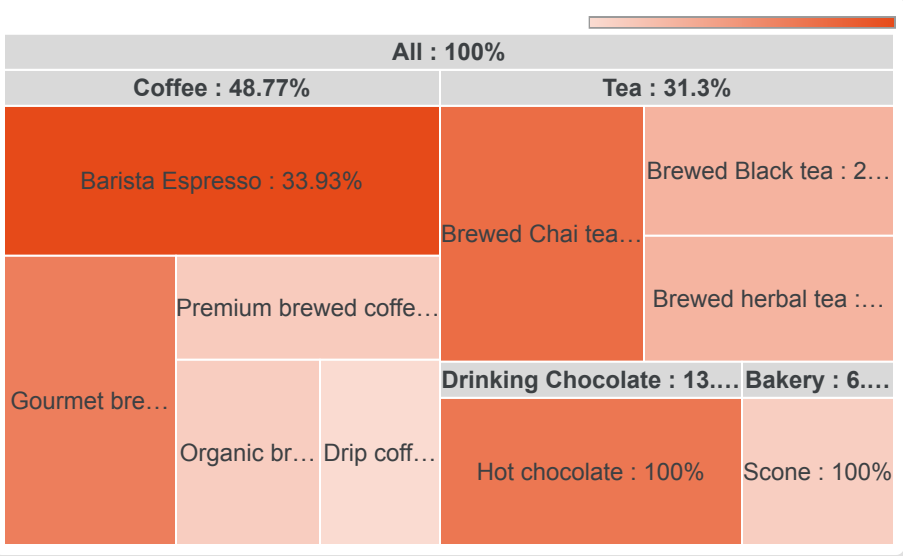 All : 100%
Coffee : 48.77%
Tea : 31.3%
Barista Espresso : 33.93%
Brewed Chai tea…
Brewed Black tea : 2…
Brewed herbal tea :…
Gourmet bre…
Premium brewed coffe…
Organic br…
Drip coff…
Drinking Chocolate : 13.…
Bakery : 6.…
Hot chocolate : 100%
Scone : 100%